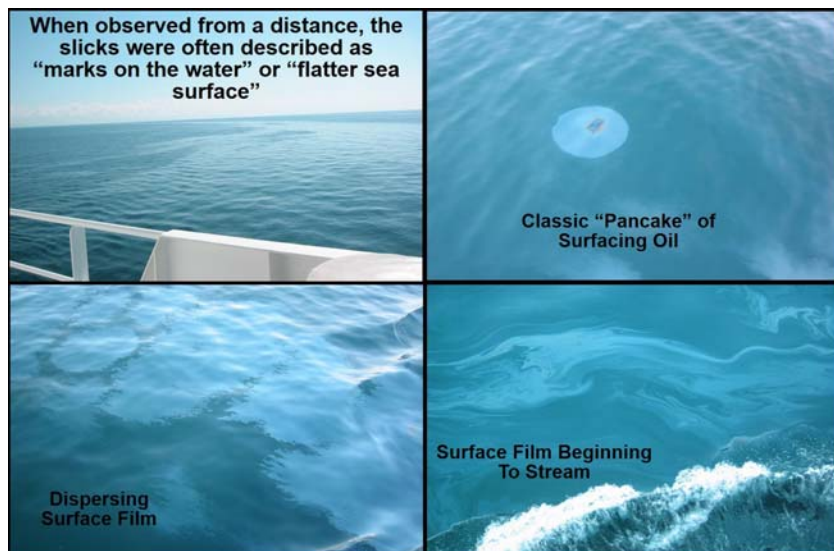 When observed from a distance, the
slicks were often described as
“marks on the water” or “flatter sea
surface”
Classic “Pancake” of
Surfacing Oil
Dispersing
Surface Film
Surface Film Beginning
To Stream